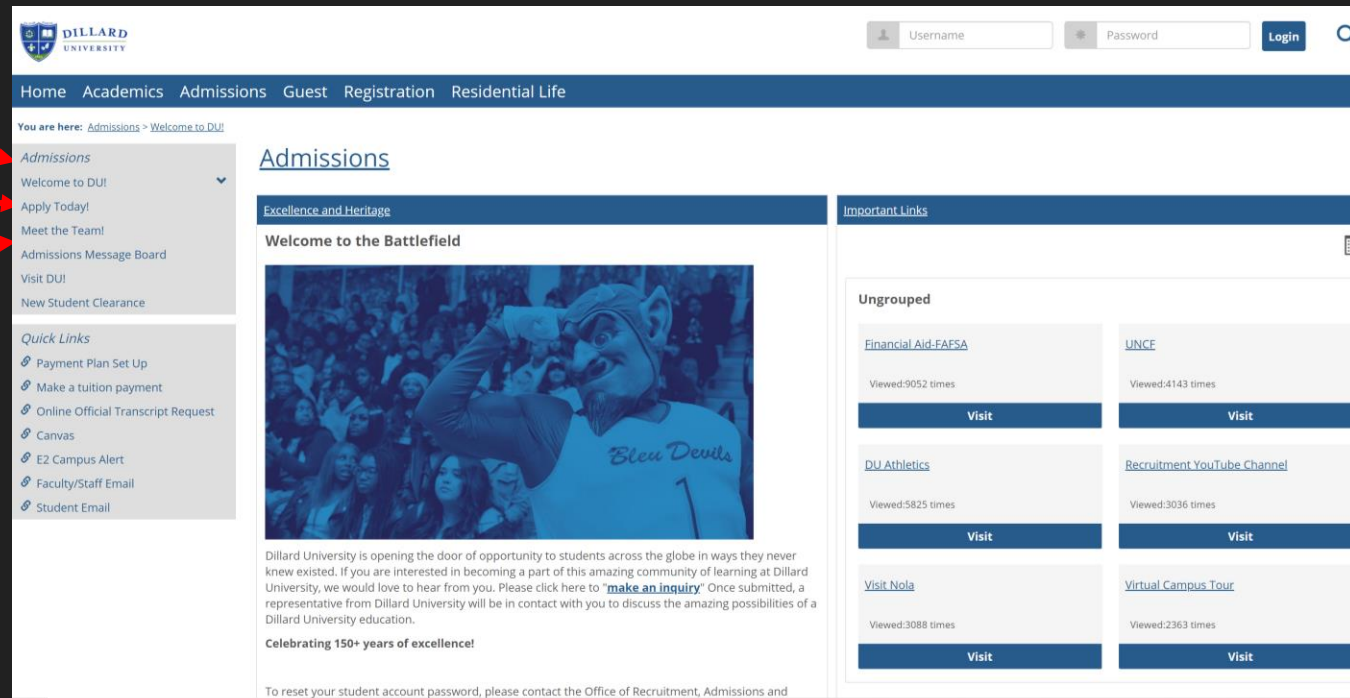 DILLARD
UNIVERSITY
Username
Password
Login
Home Academics Admissions Guest Registration Residential Life
You are here: Admissions > Welcome to DU!
Admissions
Welcome to DU!
Apply Today!
Meet the Team!
Admissions Message Board
Visit DU!
New Student Clearance
Quick Links
Payment Plan Set Up
Make a tuition payment
Online Official Transcript Request
Canvas
E2 Campus Alert
Faculty/Staff Email
Student Email
Admissions
Excellence and Heritage
Welcome to the Battlefield
Bleu Devils
1
Dillard University is opening the door of opportunity to students across the globe in ways they never
knew existed. If you are interested in becoming a part of this amazing community of learning at Dillard
University, we would love to hear from you. Please click here to "make an inquiry" Once submitted, a
representative from Dillard University will be in contact with you to discuss the amazing possibilities of a
Dillard University education.
Celebrating 150+ years of excellence!
To reset your student account password, please contact the Office of Recruitment, Admissions and
Important Links
Ungrouped
Financial Aid-FAFSA
Viewed:9052 times
Visit
UNCF
Viewed:4143 times
Visit
DU Athletics
Viewed:5825 times
Visit
Recruitment YouTube Channel
Viewed:3036 times
Visit
Visit Nola
Viewed:3088 times
Visit
Virtual Campus Tour
Viewed:2363 times
Visit